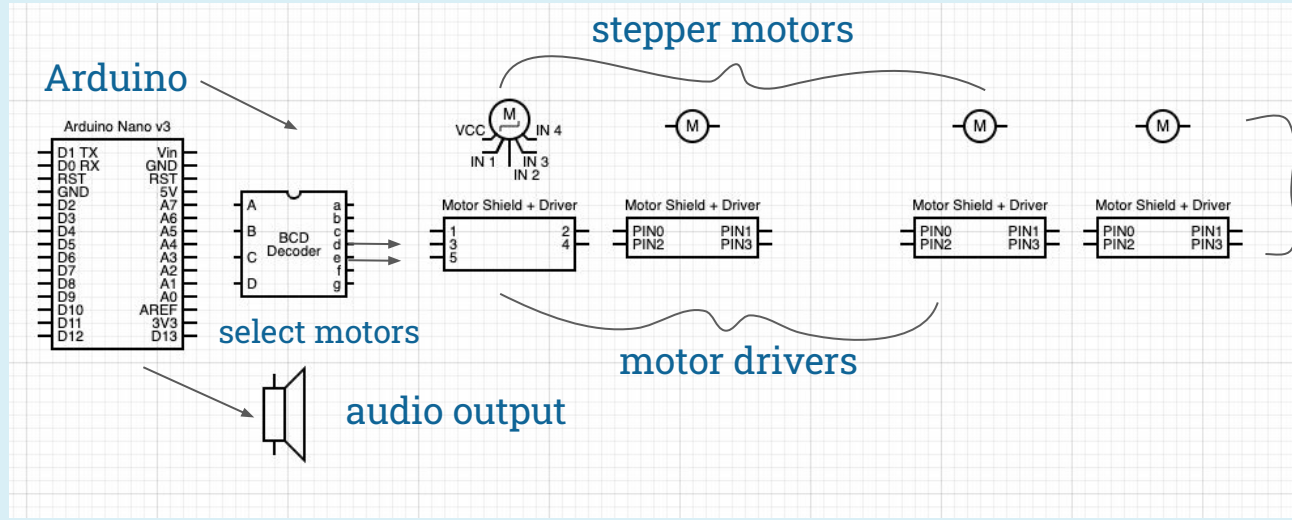 stepper motors
Arduino
Arduino Nano v3
D1 TX Vin
D0 RX GND
RST RST
GND 5V
D2 A7
D3 A6
D4 A5
D5 A4
D6 A3
D7 A2
D8 A1
D9 A0
D10 AREF
D11 3V3
D12 D13
A a
b
B c
BCD Decoder
d
C e
f
D g
select motors
audio output
M
VCC IN 4
IN 1 IN 3
IN 2
M
M
M
Motor Shield + Driver
1 2
3 4
5
Motor Shield + Driver
PIN0 PIN1
PIN2 PIN3
Motor Shield + Driver
PIN0 PIN1
PIN2 PIN3
Motor Shield + Driver
PIN0 PIN1
PIN2 PIN3
motor drivers